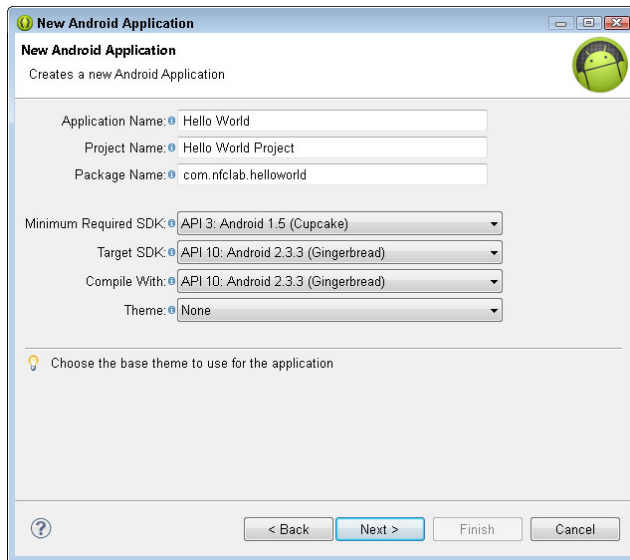 New Android Application
New Android Application
Creates a new Android Application
Application Name: Hello World
Project Name: Hello World Project
Package Name: com.nfclab.helloworld
Minimum Required SDK: API 3: Android 1.5 (Cupcake)
Target SDK: API 10: Android 2.3.3 (Gingerbread)
Compile With: API 10: Android 2.3.3 (Gingerbread)
Theme: None
Choose the base theme to use for the application
? < Back Next > Finish Cancel